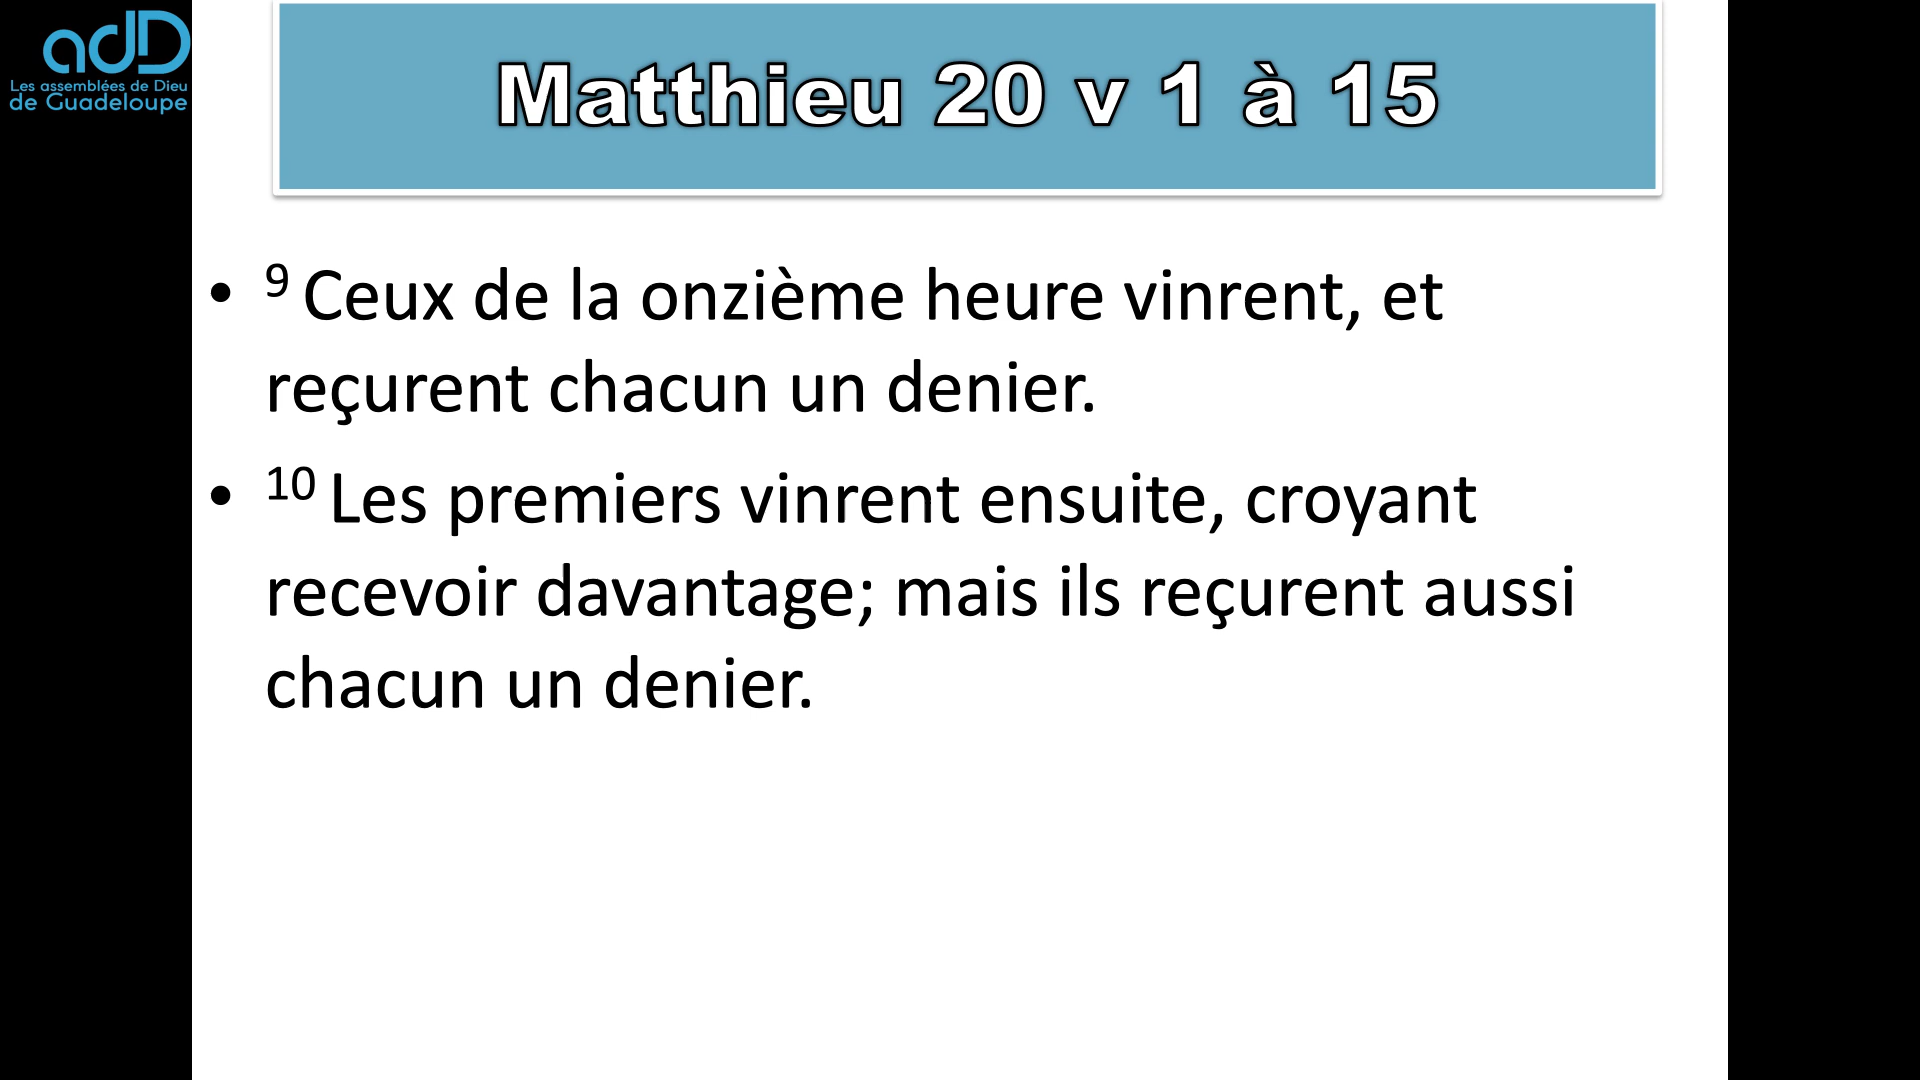 adD
Les assemblées de Dieu
de Guadeloupe
Matthieu 20 v 1 à 15
• 9 Ceux de la onzième heure vinrent, et
reçurent chacun un denier.
• 10 Les premiers vinrent ensuite, croyant
recevoir davantage; mais ils reçurent aussi
chacun un denier.